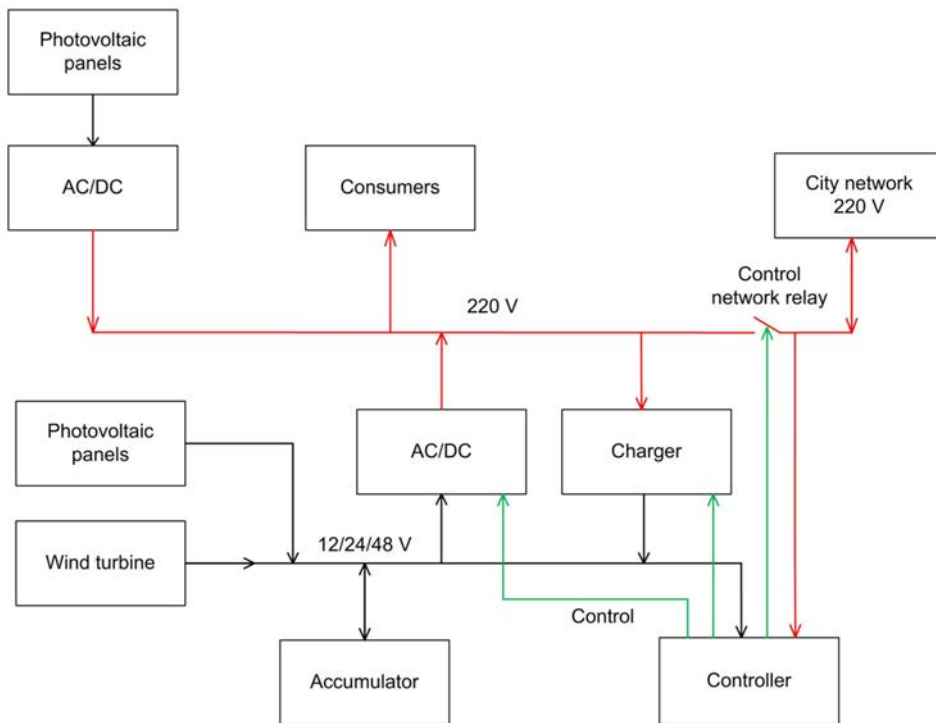 Photovoltaic
panels
AC/DC
Consumers
City network
220 V
Control
network relay
220 V
Photovoltaic
panels
AC/DC
Charger
Wind turbine
12/24/48 V
Control
Accumulator
Controller